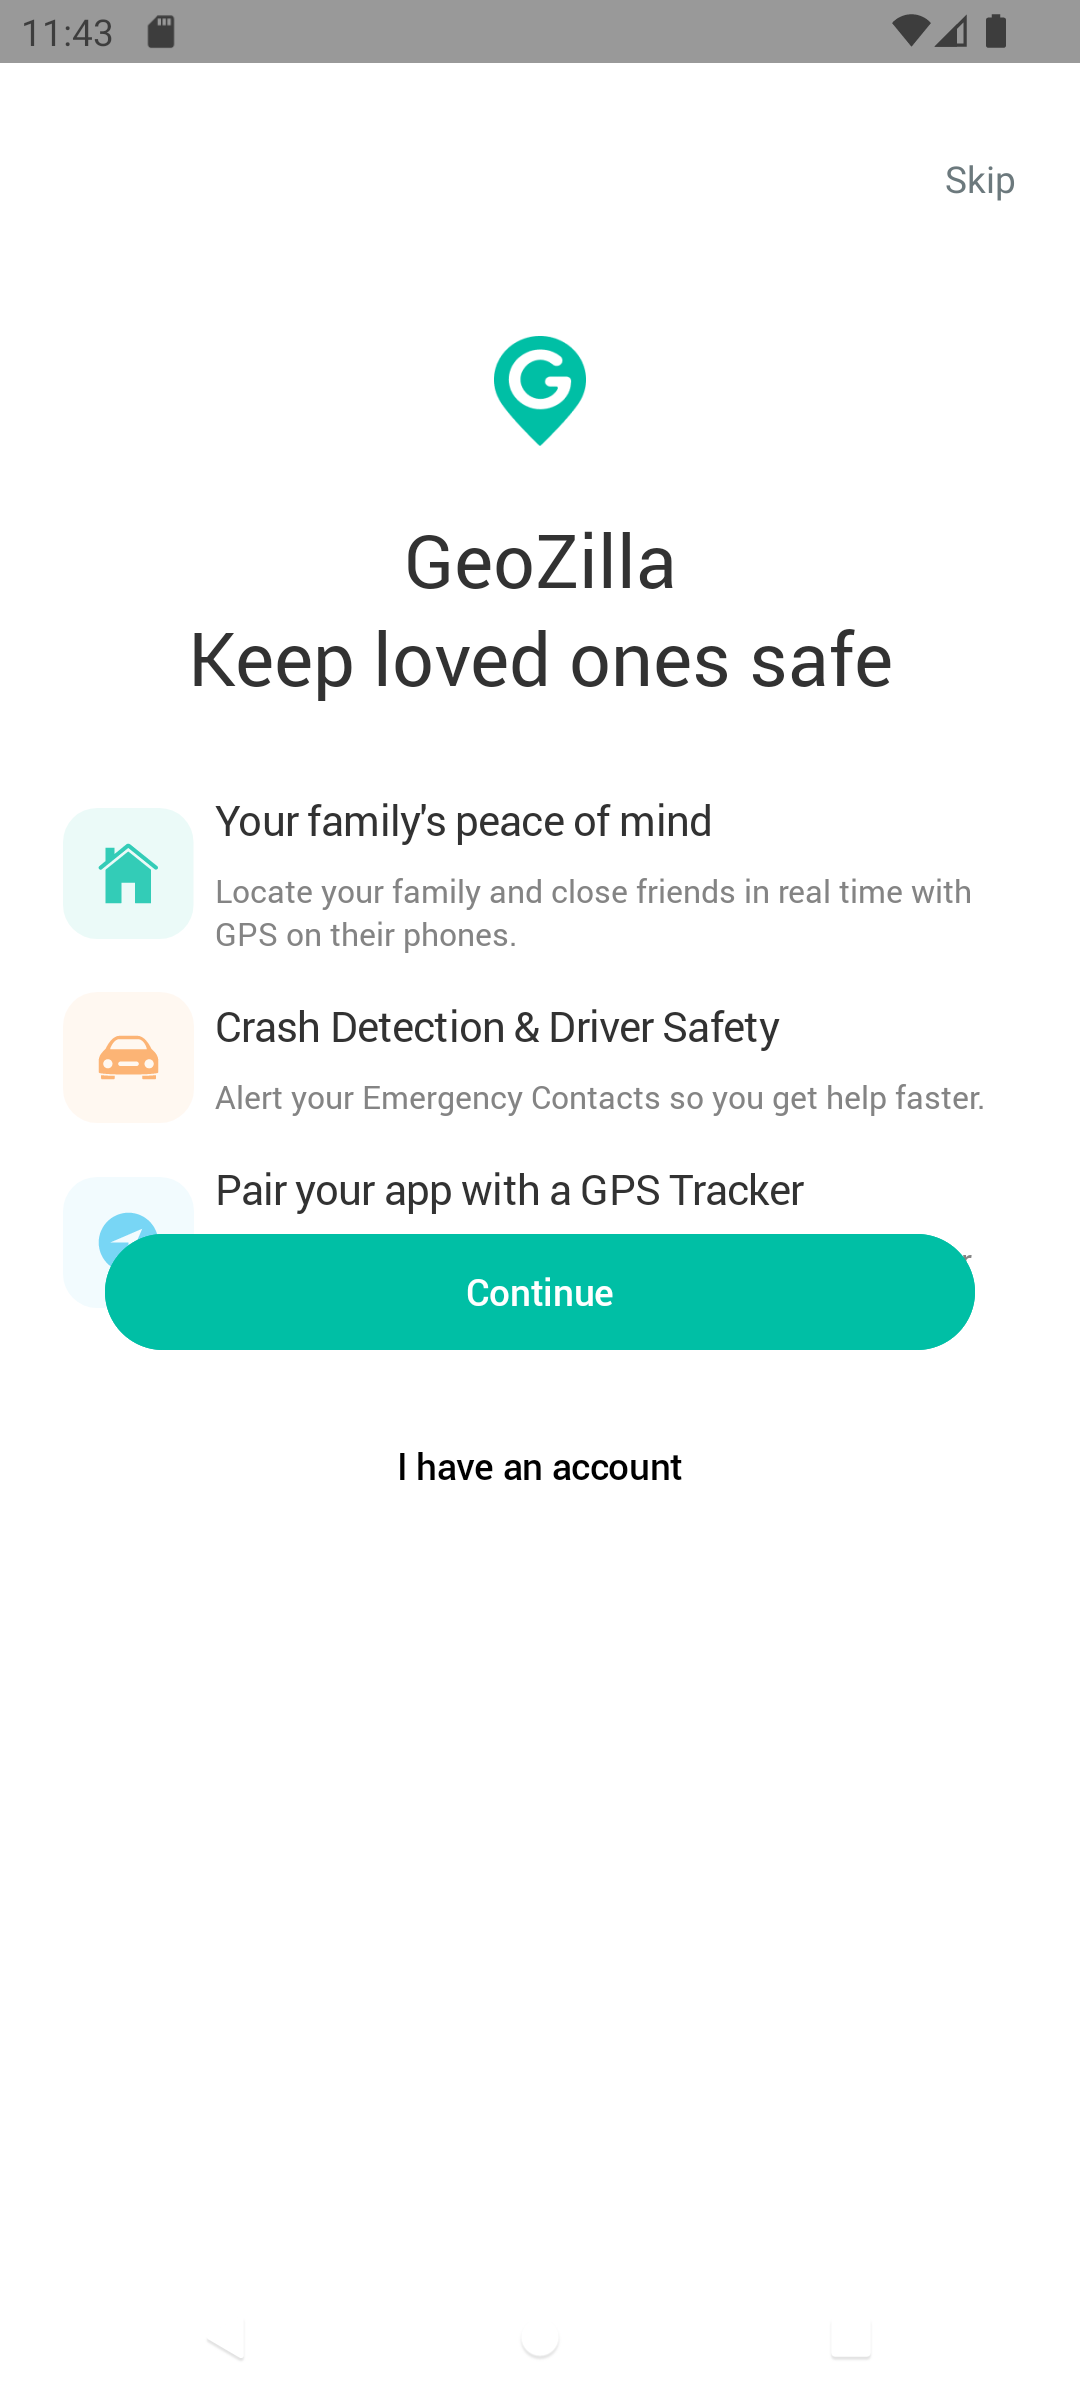 11:43
Skip
GeoZilla
Keep loved ones safe
Your family's peace of mind
Locate your family and close friends in real time with
GPS on their phones.
Crash Detection & Driver Safety
Alert your Emergency Contacts so you get help faster.
Pair your app with a GPS Tracker
Continue
I have an account